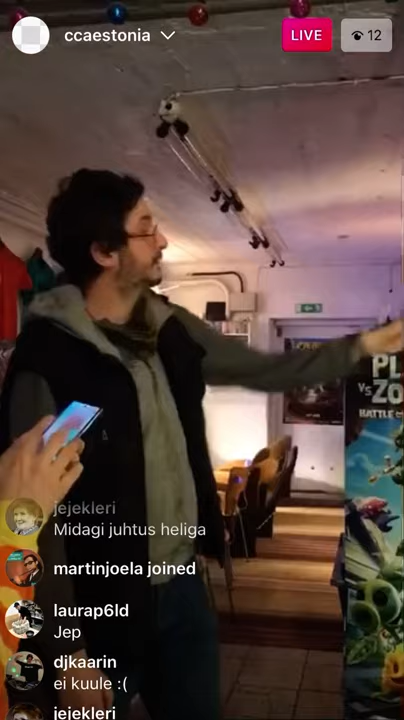 ccaestonia
LIVE
12
PL
VS ZO
BATTLE
jejekleri
Midagi juhtus heliga
martinjoela joined
laurap6ld
Jep
djkaarin
ei kuule :(
jejekleri